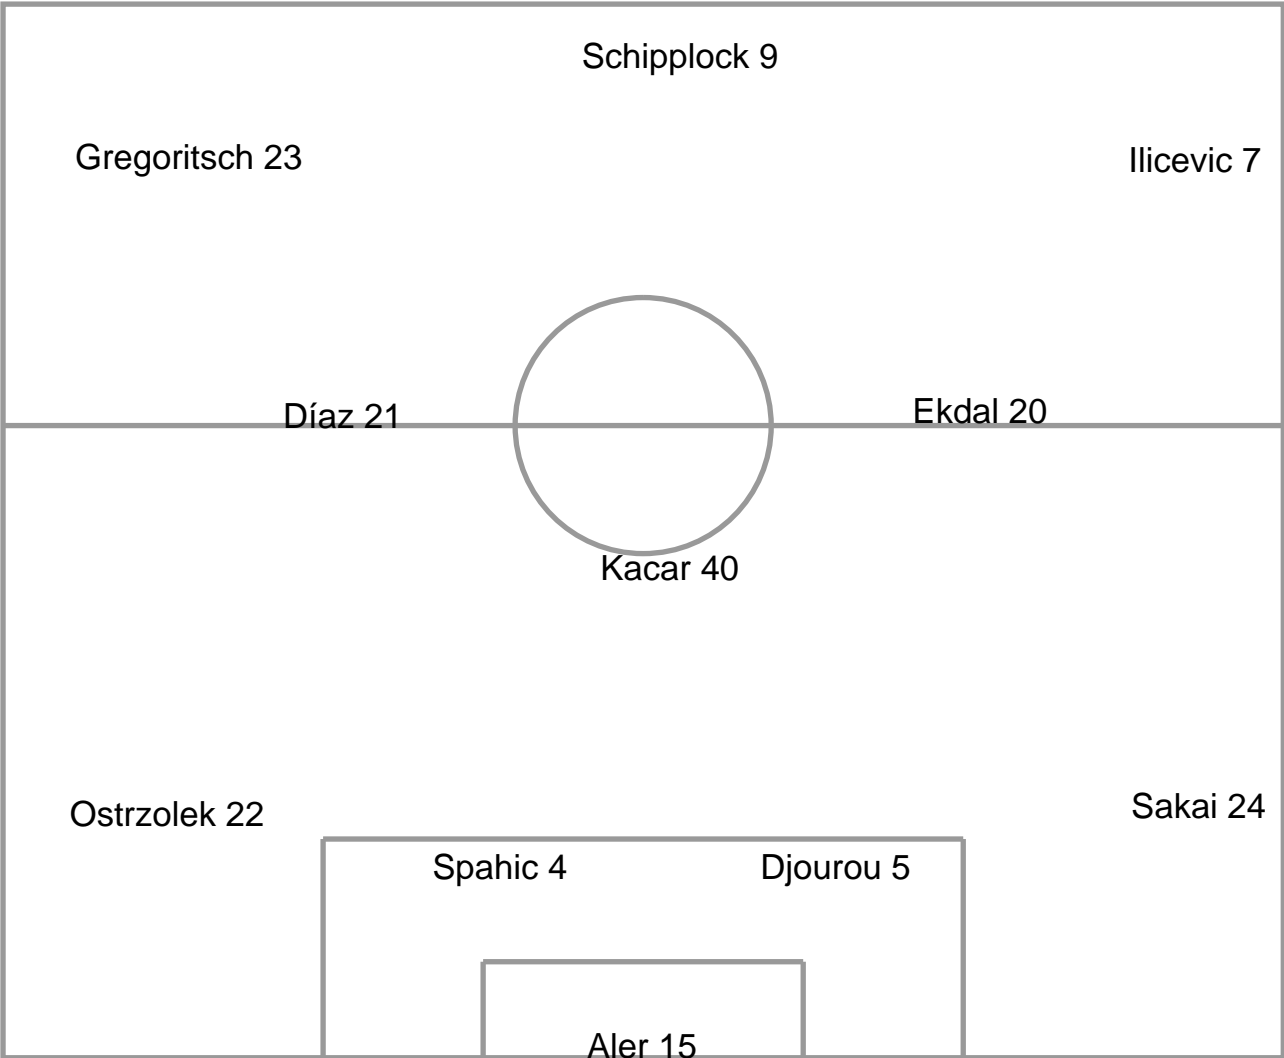 Schipplock 9
Gregoritsch 23
Ilicevic 7
Díaz 21
Ekdal 20
Kacar 40
Ostrzolek 22
Sakai 24
Spahic 4
Djourou 5
Aler 15